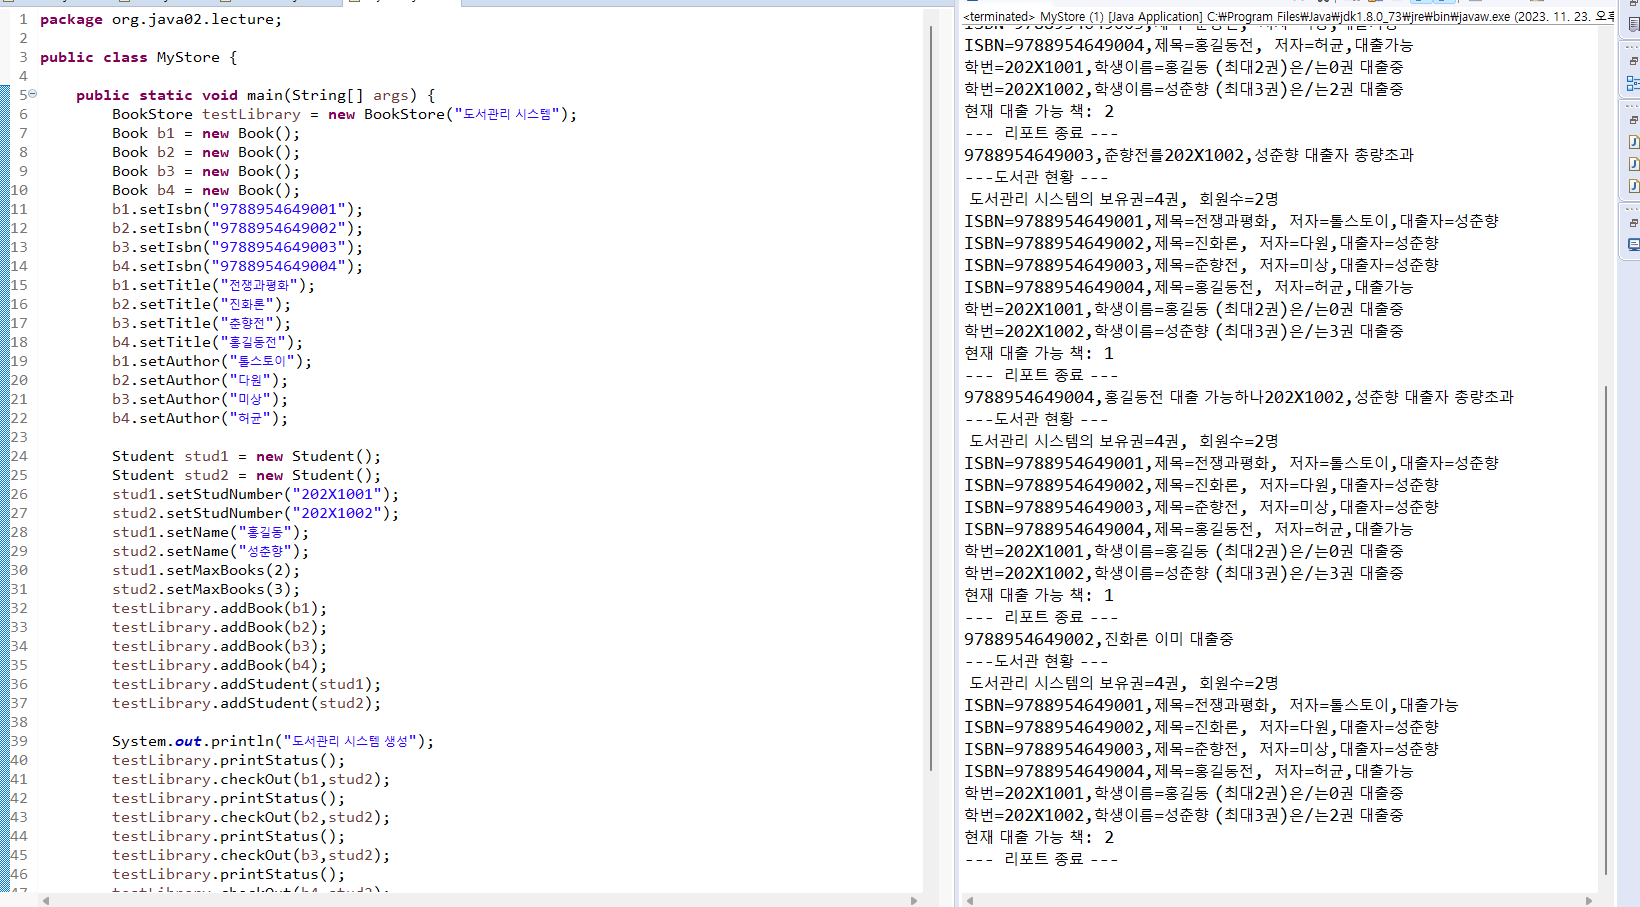 1 package org.java02.lecture;
2
3 public class MyStore {
4
5 public static void main(String[] args) {
6 BookStore testLibrary = new BookStore("도서관리 시스템");
7 Book b1 = new Book();
8 Book b2 = new Book();
9 Book b3 = new Book();
10 Book b4 = new Book();
11 b1.setIsbn("9788954649001");
12 b2.setIsbn("9788954649002");
13 b3.setIsbn("9788954649003");
14 b4.setIsbn("9788954649004");
15 b1.setTitle("전쟁과평화");
16 b2.setTitle("진화론");
17 b3.setTitle("춘향전");
18 b4.setTitle("홍길동전");
19 b1.setAuthor("톨스토이");
20 b2.setAuthor("다원");
21 b3.setAuthor("미상");
22 b4.setAuthor("허균");
23
24 Student stud1 = new Student();
25 Student stud2 = new Student();
26 stud1.setStudNumber("202X1001");
27 stud2.setStudNumber("202X1002");
28 stud1.setName("홍길동");
29 stud2.setName("성춘향");
30 stud1.setMaxBooks(2);
31 stud2.setMaxBooks(3);
32 testLibrary.addBook(b1);
33 testLibrary.addBook(b2);
34 testLibrary.addBook(b3);
35 testLibrary.addBook(b4);
36 testLibrary.addStudent(stud1);
37 testLibrary.addStudent(stud2);
38
39 System.out.println("도서관리 시스템 생성");
40 testLibrary.printStatus();
41 testLibrary.checkOut(b1,stud2);
42 testLibrary.printStatus();
43 testLibrary.checkOut(b2,stud2);
44 testLibrary.printStatus();
45 testLibrary.checkOut(b3,stud2);
46 testLibrary.printStatus();
47 testLibrary.checkOut(b4,stud2);
<terminated> MyStore (1) [Java Application] C:₩Program Files₩Java₩jdk1.8.0_73₩jre₩bin₩javaw.exe (2023. 11. 23. 오후
ISBN=9788954649004,제목=홍길동전, 저자=허균,대출가능
학번=202X1001,학생이름=홍길동 (최대2권)은/는0권 대출중
학번=202X1002,학생이름=성춘향 (최대3권)은/는2권 대출중
현재 대출 가능 책: 2
--- 리포트 종료 ---
9788954649003,춘향전를202X1002,성춘향 대출자 종량초과
---도서관 현황 ---
도서관리 시스템의 보유권=4권, 회원수=2명
ISBN=9788954649001,제목=전쟁과평화, 저자=톨스토이,대출자=성춘향
ISBN=9788954649002,제목=진화론, 저자=다원,대출자=성춘향
ISBN=9788954649003,제목=춘향전, 저자=미상,대출자=성춘향
ISBN=9788954649004,제목=홍길동전, 저자=허균,대출가능
학번=202X1001,학생이름=홍길동 (최대2권)은/는0권 대출중
학번=202X1002,학생이름=성춘향 (최대3권)은/는3권 대출중
현재 대출 가능 책: 1
--- 리포트 종료 ---
9788954649004,홍길동전 대출 가능하나202X1002,성춘향 대출자 종량초과
---도서관 현황 ---
도서관리 시스템의 보유권=4권, 회원수=2명
ISBN=9788954649001,제목=전쟁과평화, 저자=톨스토이,대출자=성춘향
ISBN=9788954649002,제목=진화론, 저자=다원,대출자=성춘향
ISBN=9788954649003,제목=춘향전, 저자=미상,대출자=성춘향
ISBN=9788954649004,제목=홍길동전, 저자=허균,대출가능
학번=202X1001,학생이름=홍길동 (최대2권)은/는0권 대출중
학번=202X1002,학생이름=성춘향 (최대3권)은/는3권 대출중
현재 대출 가능 책: 1
--- 리포트 종료 ---
9788954649002,진화론 이미 대출중
---도서관 현황 ---
도서관리 시스템의 보유권=4권, 회원수=2명
ISBN=9788954649001,제목=전쟁과평화, 저자=톨스토이,대출가능
ISBN=9788954649002,제목=진화론, 저자=다원,대출자=성춘향
ISBN=9788954649003,제목=춘향전, 저자=미상,대출자=성춘향
ISBN=9788954649004,제목=홍길동전, 저자=허균,대출가능
학번=202X1001,학생이름=홍길동 (최대2권)은/는0권 대출중
학번=202X1002,학생이름=성춘향 (최대3권)은/는2권 대출중
현재 대출 가능 책: 2
--- 리포트 종료 ---